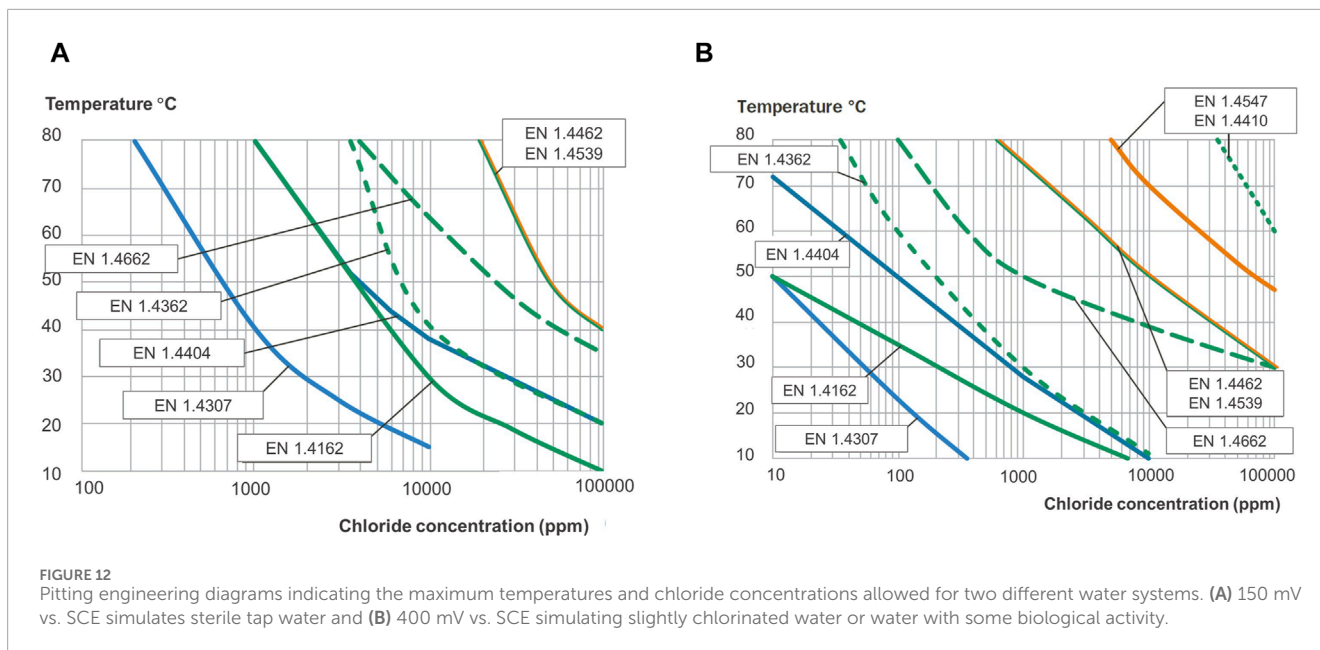 A
Temperature °C
80
70
60
50
40
30
20
10
100
1000
10000
100000
Chloride concentration (ppm)
EN 1.4462
EN 1.4539
EN 1.4662
EN 1.4362
EN 1.4404
EN 1.4307
EN 1.4162
B
Temperature °C
80
70
60
50
40
30
20
10
10
100
1000
10000
100000
Chloride concentration (ppm)
EN 1.4547
EN 1.4410
EN 1.4362
EN 1.4404
EN 1.4162
EN 1.4307
EN 1.4462
EN 1.4539
EN 1.4662
FIGURE 12
Pitting engineering diagrams indicating the maximum temperatures and chloride concentrations allowed for two different water systems. (A) 150 mV
vs. SCE simulates sterile tap water and (B) 400 mV vs. SCE simulating slightly chlorinated water or water with some biological activity.